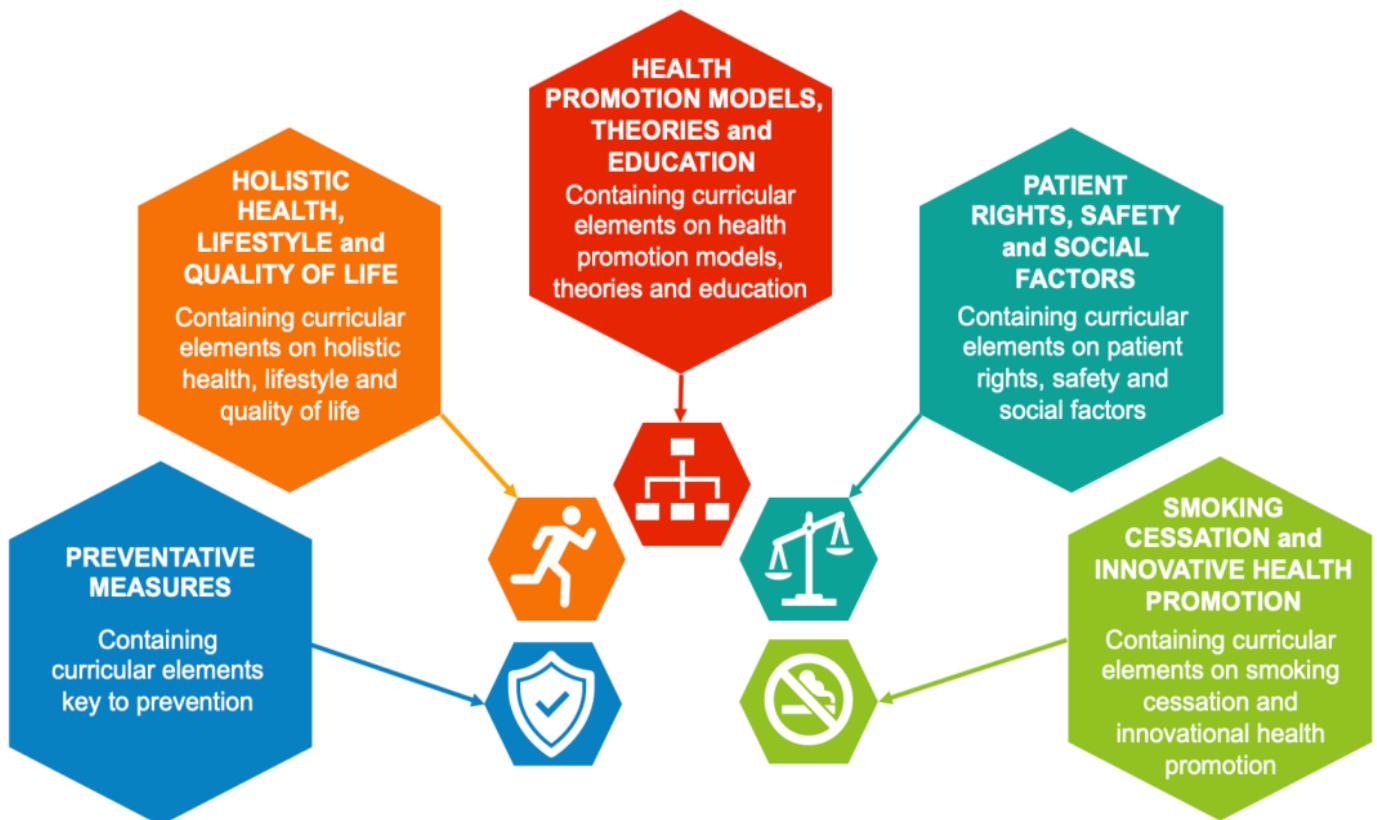 HEALTH
PROMOTION MODELS,
THEORIES and
EDUCATION
Containing curricular
elements on health
promotion models,
theories and education
HOLISTIC
HEALTH,
LIFESTYLE and
QUALITY OF LIFE
Containing curricular
elements on holistic
health, lifestyle and
quality of life
PATIENT
RIGHTS, SAFETY
and SOCIAL
FACTORS
Containing curricular
elements on patient
rights, safety and
social factors
PREVENTATIVE
MEASURES
Containing
curricular elements
key to prevention
SMOKING
CESSATION and
INNOVATIVE HEALTH
PROMOTION
Containing curricular
elements on smoking
cessation and
innovational health
promotion